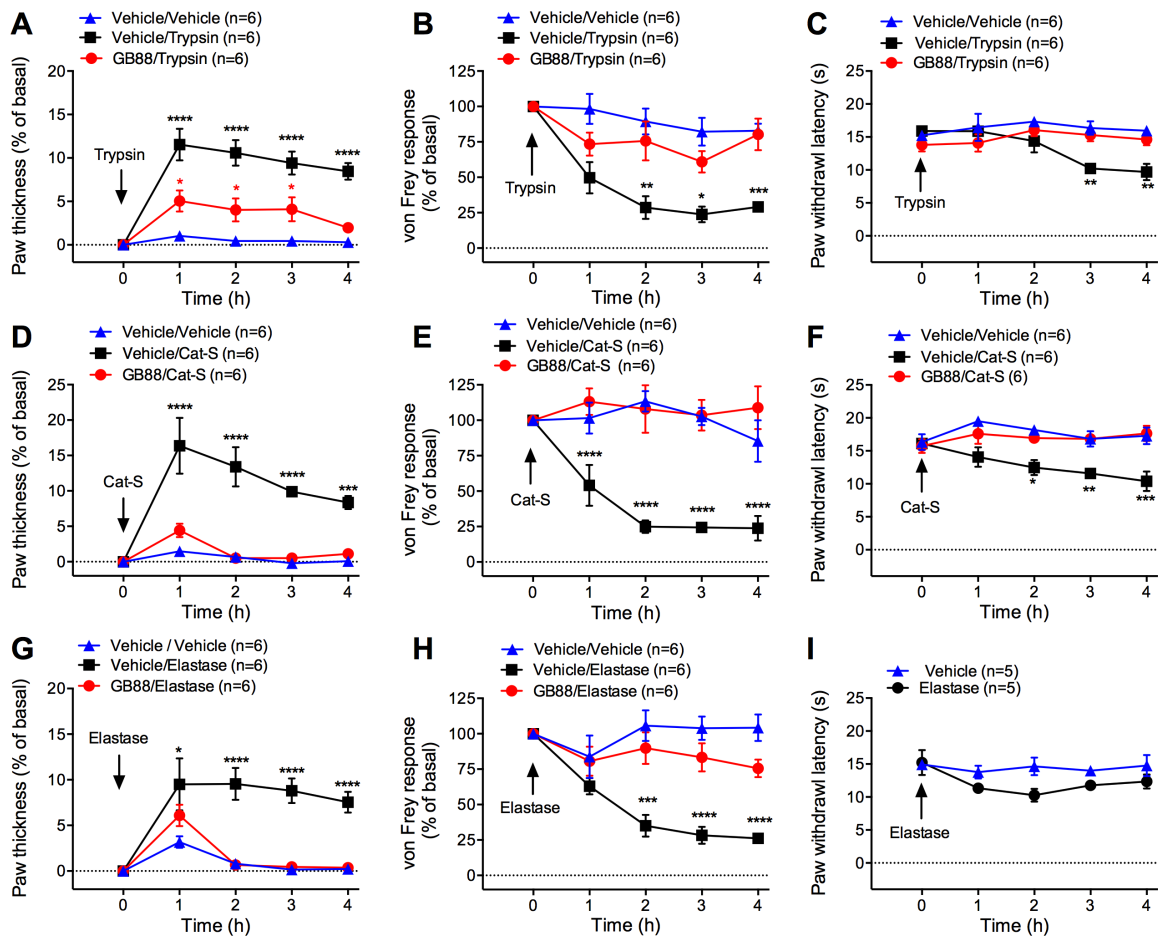 A
Vehicle/Vehicle (n=6)
Vehicle/Trypsin (n=6)
GB88/Trypsin (n=6)
Paw thickness (% of basal)
20
15
10
5
0
Trypsin
****
****
****
****
*
*
*
0 1 2 3 4
Time (h)
B
Vehicle/Vehicle (n=6)
Vehicle/Trypsin (n=6)
GB88/Trypsin (n=6)
von Frey response
(% of basal)
125
100
75
50
25
0
Trypsin
**
*
***
0 1 2 3 4
Time (h)
C
Vehicle/Vehicle (n=6)
Vehicle/Trypsin (n=6)
GB88/Trypsin (n=6)
Paw withdrawl latency (s)
25
20
15
10
5
0
Trypsin
**
**
0 1 2 3 4
Time (h)
D
Vehicle/Vehicle (n=6)
Vehicle/Cat-S (n=6)
GB88/Cat-S (n=6)
Paw thickness (% of basal)
25
20
15
10
5
0
Cat-S
****
****
****
***
0 1 2 3 4
Time (h)
E
Vehicle/Vehicle (n=6)
Vehicle/Cat-S (n=6)
GB88/Cat-S (n=6)
von Frey response
(% of basal)
125
100
75
50
25
0
Cat-S
****
****
****
****
0 1 2 3 4
Time (h)
F
Vehicle/Vehicle (n=6)
Vehicle/Cat-S (n=6)
GB88/Cat-S (6)
Paw withdrawl latency (s)
25
20
15
10
5
0
Cat-S
*
**
***
0 1 2 3 4
Time (h)
G
Vehicle / Vehicle (n=6)
Vehicle/Elastase (n=6)
GB88/Elastase (n=6)
Paw thickness (% of basal)
20
15
10
5
0
Elastase
*
****
****
****
0 1 2 3 4
Time (h)
H
Vehicle/Vehicle (n=6)
Vehicle/Elastase (n=6)
GB88/Elastase (n=6)
von Frey response
(% of basal)
125
100
75
50
25
0
Elastase
***
****
****
0 1 2 3 4
Time (h)
I
Vehicle (n=5)
Elastase (n=5)
Paw withdrawl latency (s)
25
20
15
10
5
0
Elastase
0 1 2 3 4
Time (h)